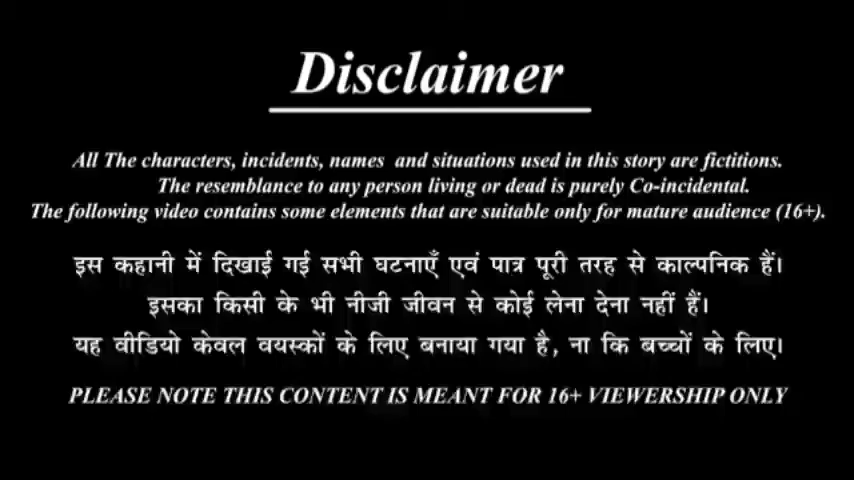 Disclaimer
All The characters, incidents, names and situations used in this story are fictitions.
The resemblance to any person living or dead is purely Co-incidental.
The following video contains some elements that are suitable only for mature audience (16+).
इस कहानी में दिखाई गई सभी घटनाएँ एवं पात्र पूरी तरह से काल्पनिक हैं।
इसका किसी के भी नीजी जीवन से कोई लेना देना नहीं हैं।
यह वीडियो केवल वयस्कों के लिए बनाया गया है, ना कि बच्चों के लिए।
PLEASE NOTE THIS CONTENT IS MEANT FOR 16+ VIEWERSHIP ONLY